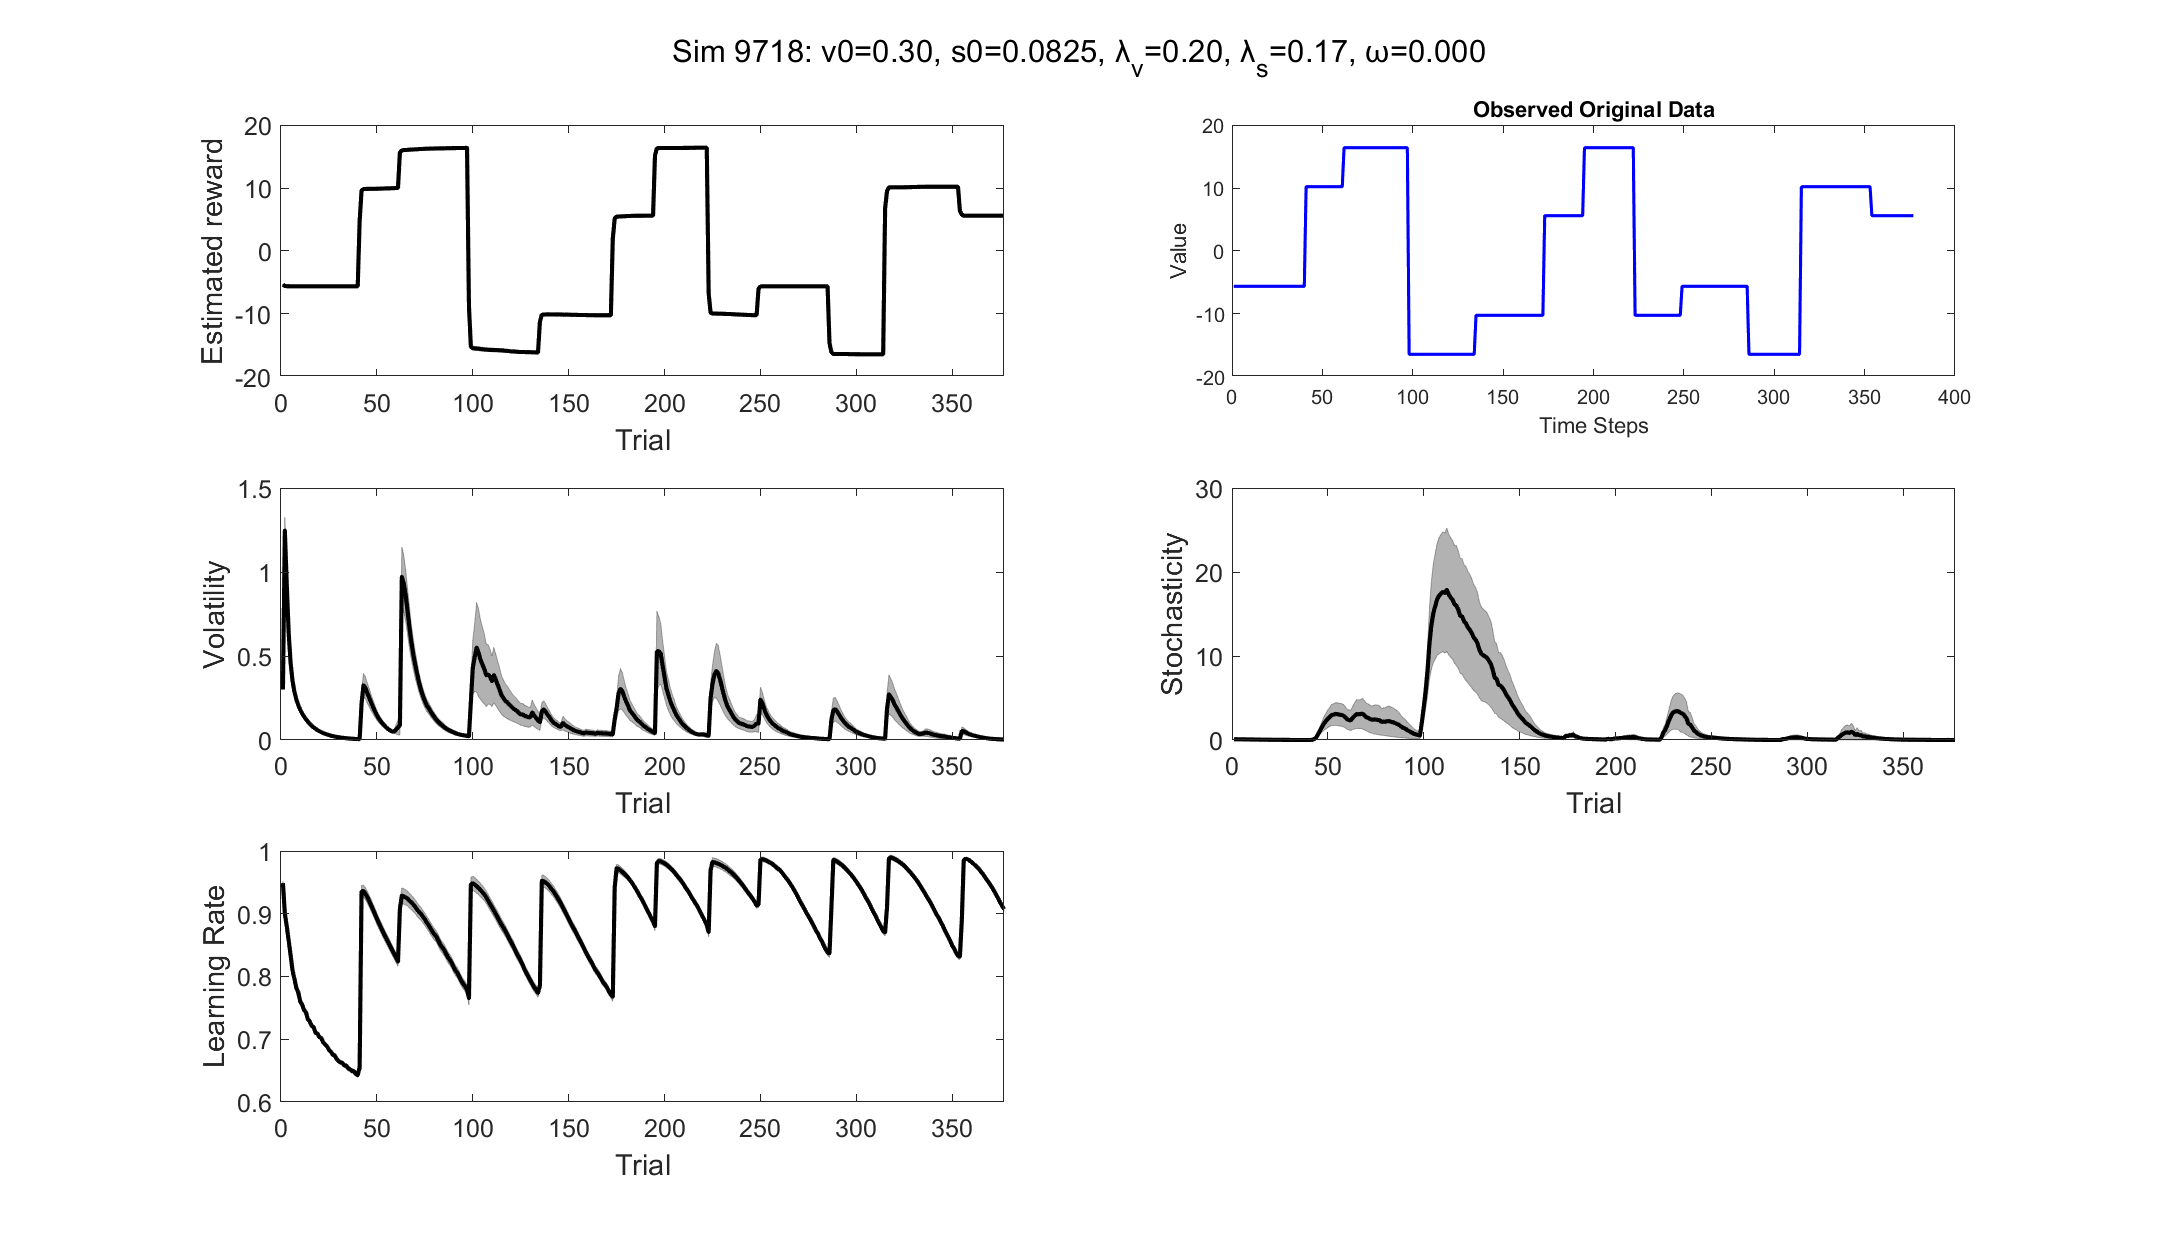 Sim 9718: v0=0.30, s0=0.0825, λ_v=0.20, λ_s=0.17, ω=0.000
20
10
0
-10
-20
Estimated reward
0 50 100 150 200 250 300 350
Trial
Observed Original Data
20
10
0
-10
-20
Value
0 50 100 150 200 250 300 350 400
Time Steps
1.5
1
0.5
0
Volatility
0 50 100 150 200 250 300 350
Trial
30
20
10
0
Stochasticity
0 50 100 150 200 250 300 350
Trial
1
0.9
0.8
0.7
0.6
Learning Rate
0 50 100 150 200 250 300 350
Trial